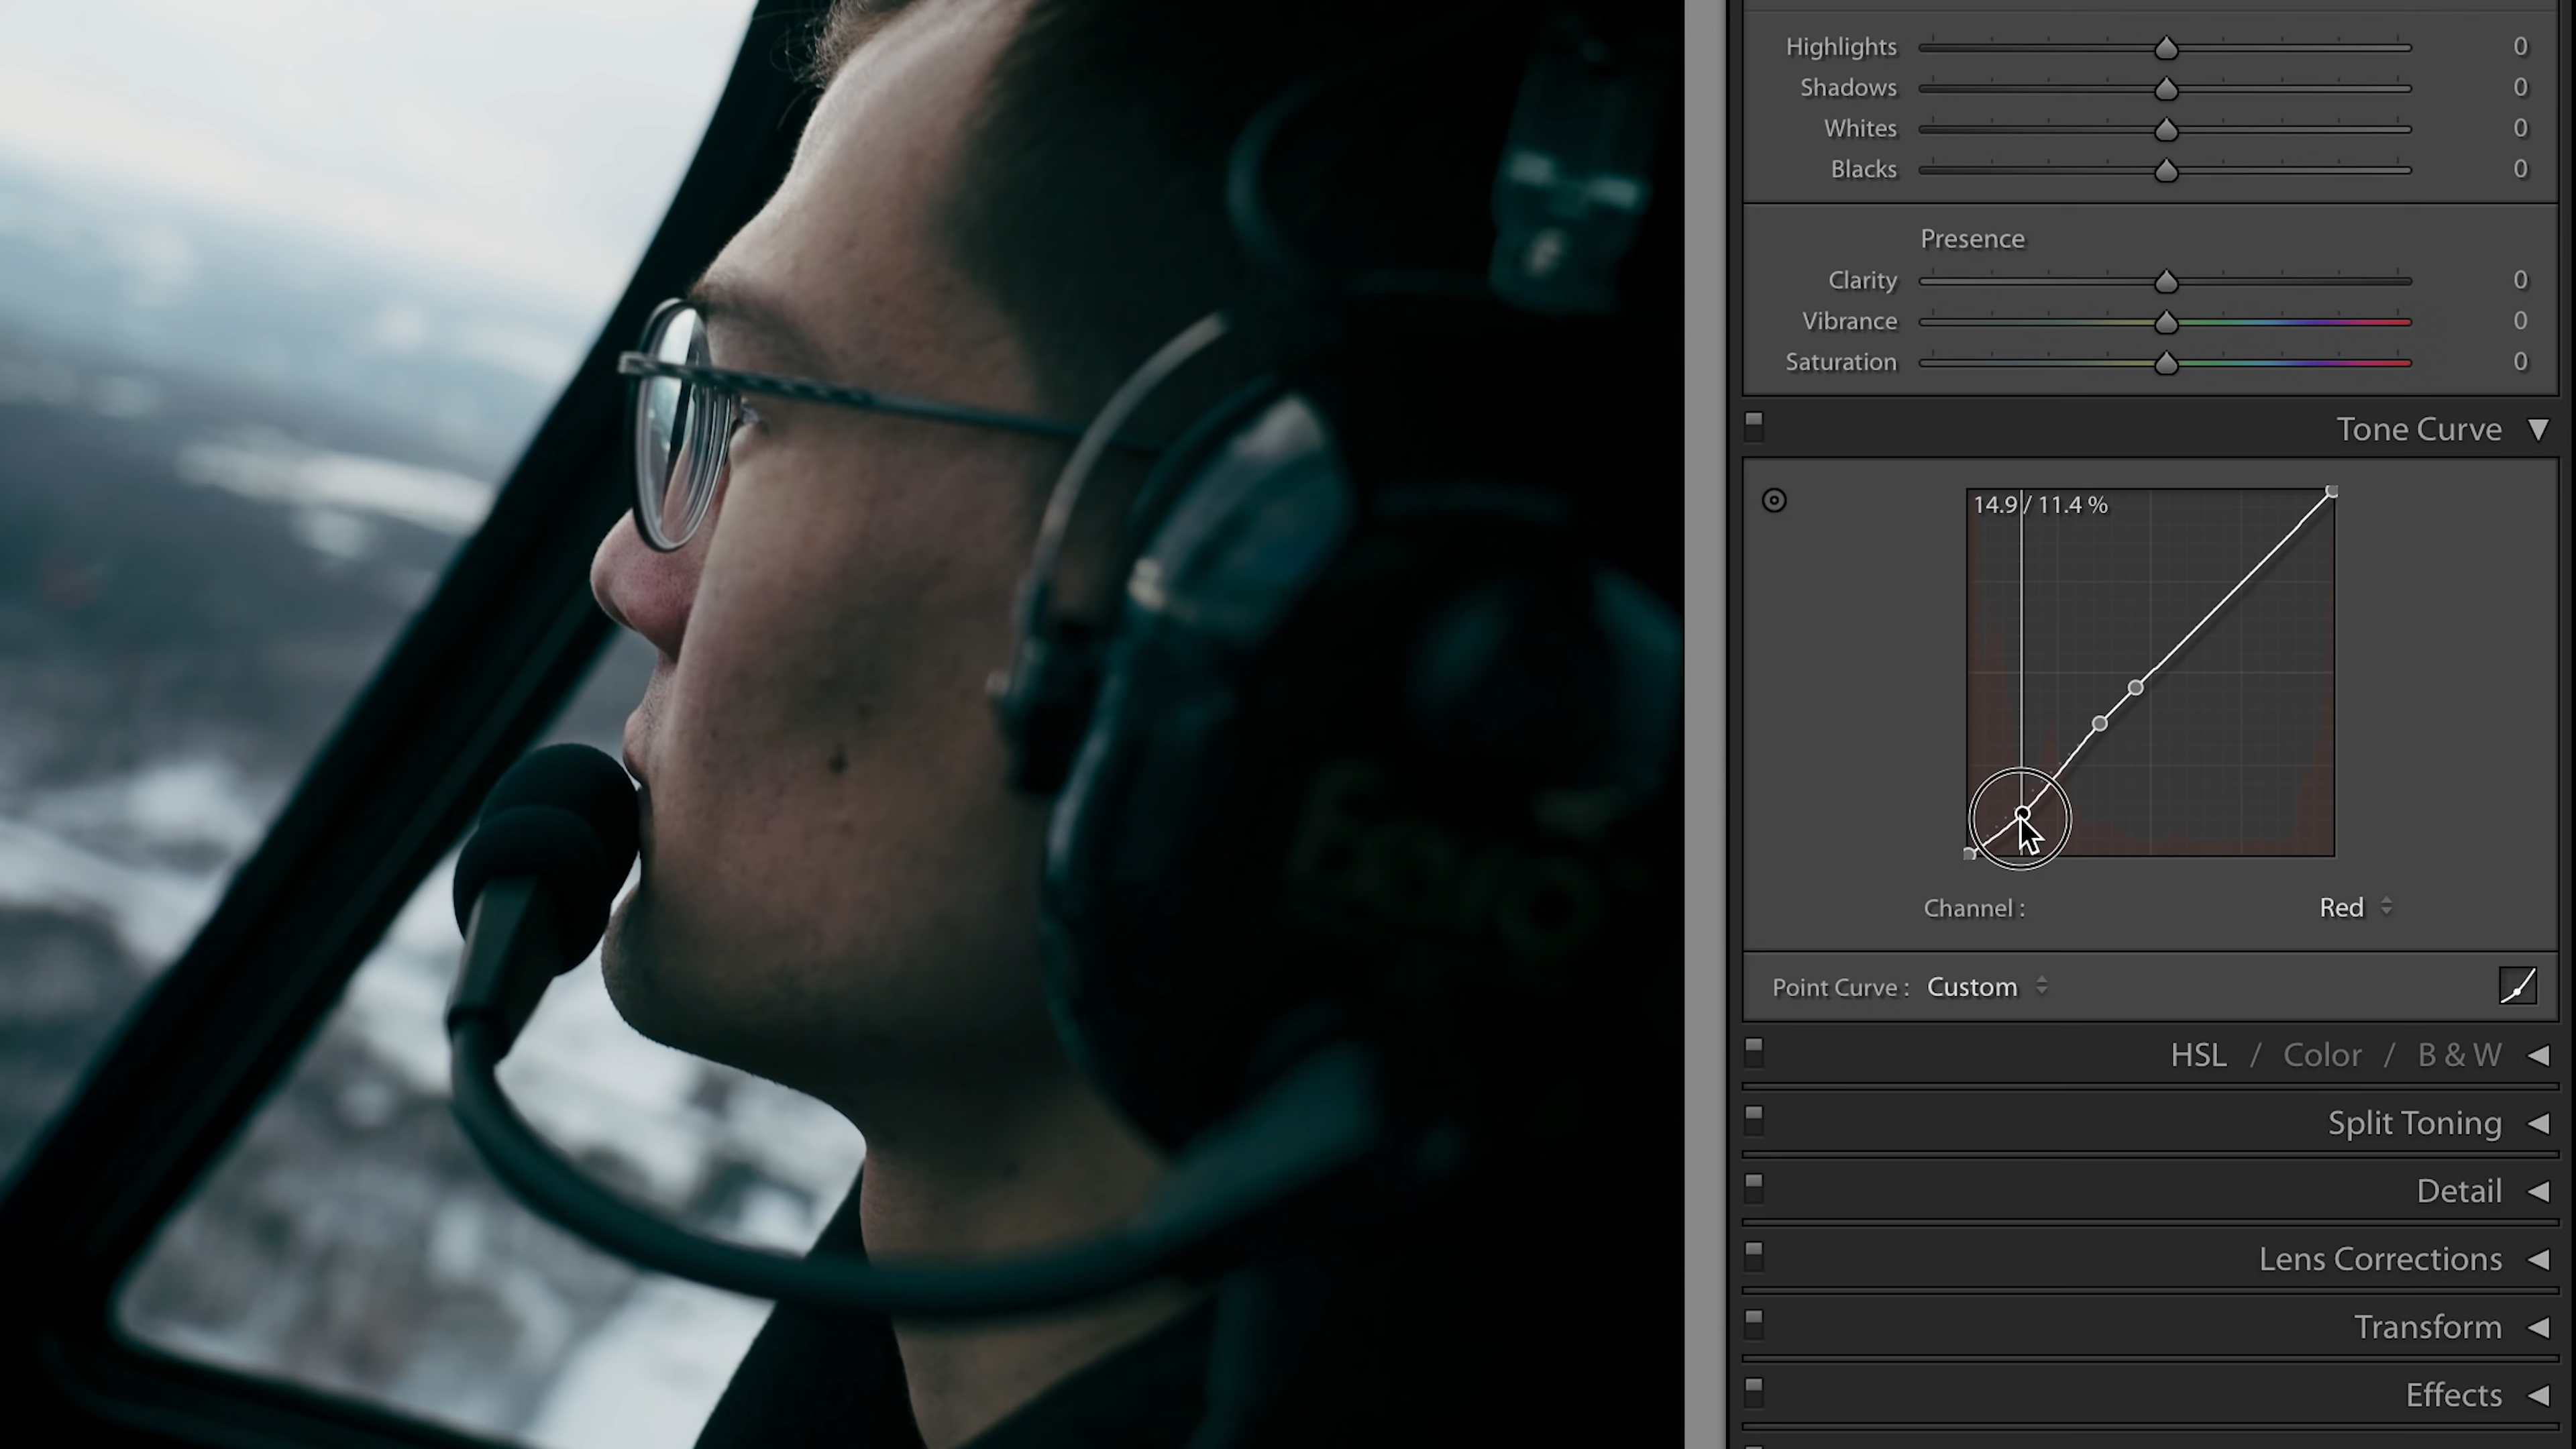 Highlights 0
Shadows 0
Whites 0
Blacks 0
Presence
Clarity 0
Vibrance 0
Saturation 0
Tone Curve
14.9 / 11.4 %
Channel : Red
Point Curve : Custom
HSL / Color / B & W
Split Toning
Detail
Lens Corrections
Transform
Effects